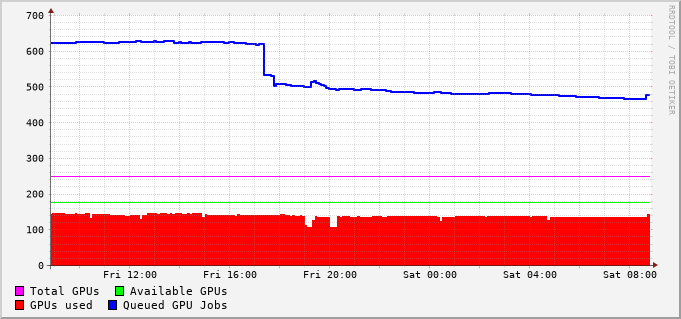 700
600
500
400
300
200
100
0
Fri 12:00 Fri 16:00 Fri 20:00 Sat 00:00 Sat 04:00 Sat 08:00
Total GPUs Available GPUs
GPUs used Queued GPU Jobs
RRDTOOL / TOBI OETIKER